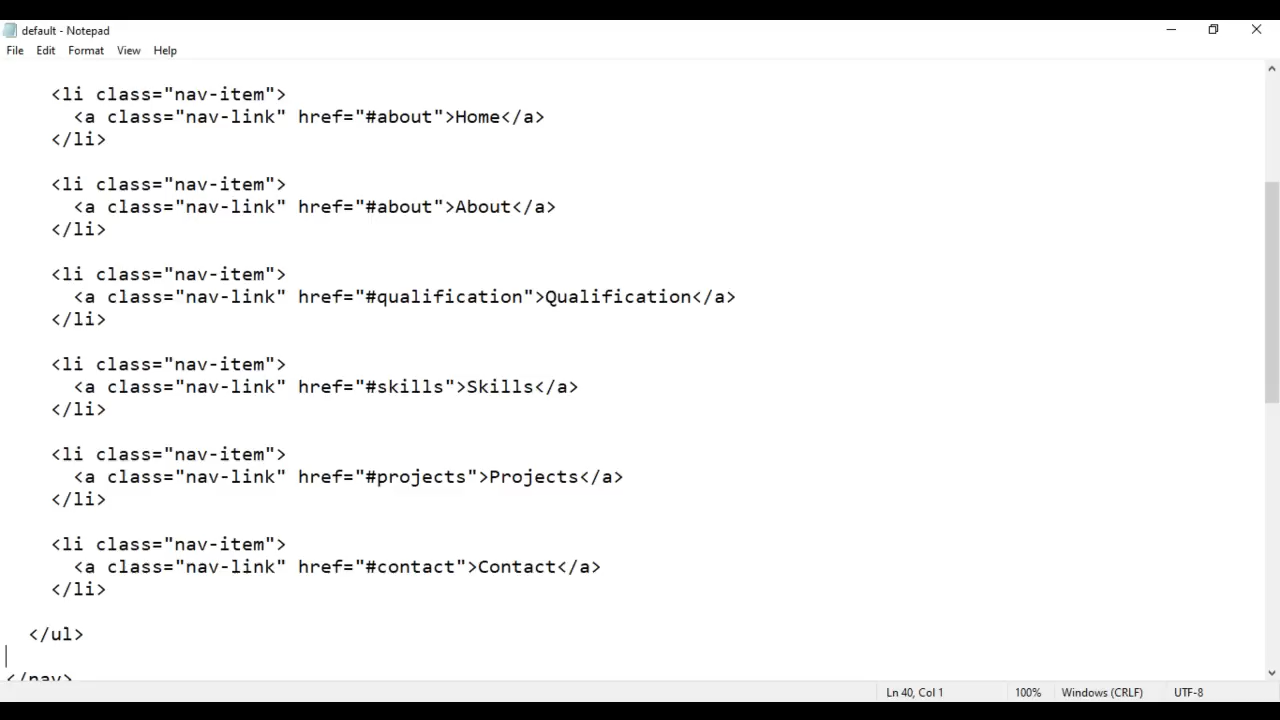 default - Notepad
File Edit Format View Help
<li class="nav-item">
<a class="nav-link" href="#about">Home</a>
</li>
<li class="nav-item">
<a class="nav-link" href="#about">About</a>
</li>
<li class="nav-item">
<a class="nav-link" href="#qualification">Qualification</a>
</li>
<li class="nav-item">
<a class="nav-link" href="#skills">Skills</a>
</li>
<li class="nav-item">
<a class="nav-link" href="#projects">Projects</a>
</li>
<li class="nav-item">
<a class="nav-link" href="#contact">Contact</a>
</li>
</ul>
</nav>
Ln 40, Col 1 100% Windows (CRLF) UTF-8